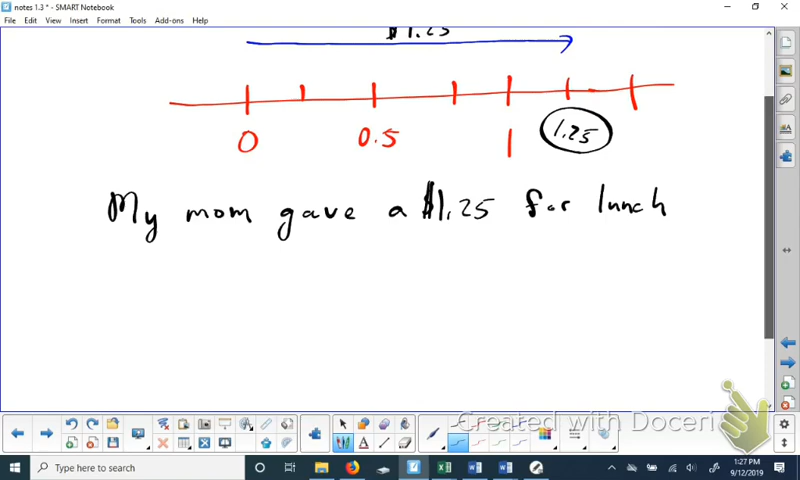 notes 1.3 * - SMART Notebook
File Edit View Insert Format Tools Add-ons Help
$1.25
0 0.5 1 1.25
My mom gave a $1.25 for lunch
Created with Doceri
Type here to search
1:27 PM
9/12/2019